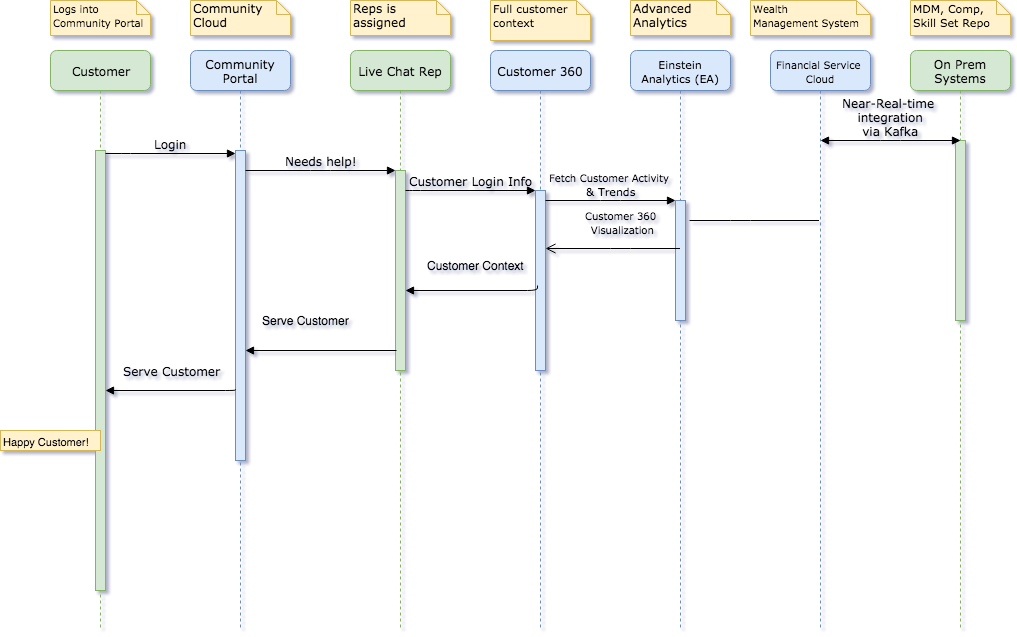 Logs into
Community Portal
Community
Cloud
Reps is
assigned
Full customer
context
Advanced
Analytics
Wealth
Management System
MDM, Comp,
Skill Set Repo
Customer
Community
Portal
Live Chat Rep
Customer 360
Einstein
Analytics (EA)
Financial Service
Cloud
On Prem
Systems
Near-Real-time
integration
via Kafka
Login
Needs help!
Customer Login Info
Fetch Customer Activity
& Trends
Customer 360
Visualization
Customer Context
Serve Customer
Serve Customer
Happy Customer!